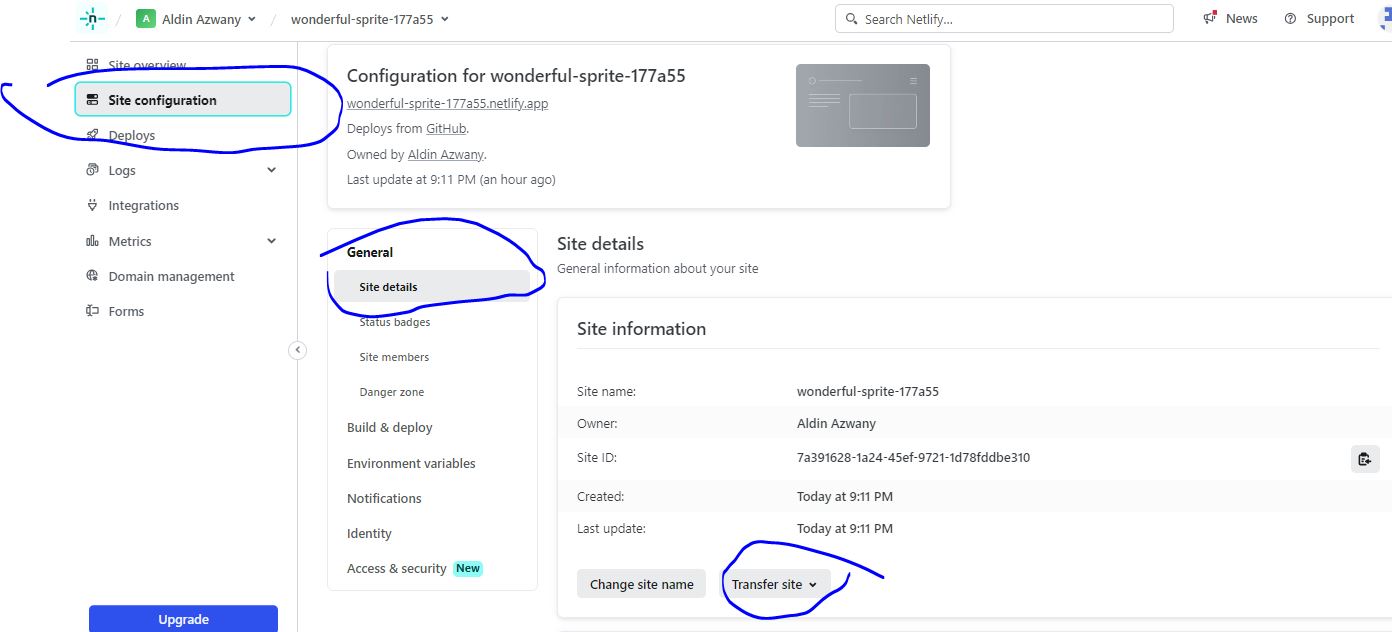 A Aldin Azwany / wonderful-sprite-177a55
Search Netlify...
News
Support
Site overview
Site configuration
Deploys
Logs
Integrations
Metrics
Domain management
Forms
Upgrade
Configuration for wonderful-sprite-177a55
wonderful-sprite-177a55.netlify.app
Deploys from GitHub.
Owned by Aldin Azwany.
Last update at 9:11 PM (an hour ago)
General
Site details
Status badges
Site members
Danger zone
Build & deploy
Environment variables
Notifications
Identity
Access & security New
Site details
General information about your site
Site information
Site name: wonderful-sprite-177a55
Owner: Aldin Azwany
Site ID: 7a391628-1a24-45ef-9721-1d78fddbe310
Created: Today at 9:11 PM
Last update: Today at 9:11 PM
Change site name
Transfer site